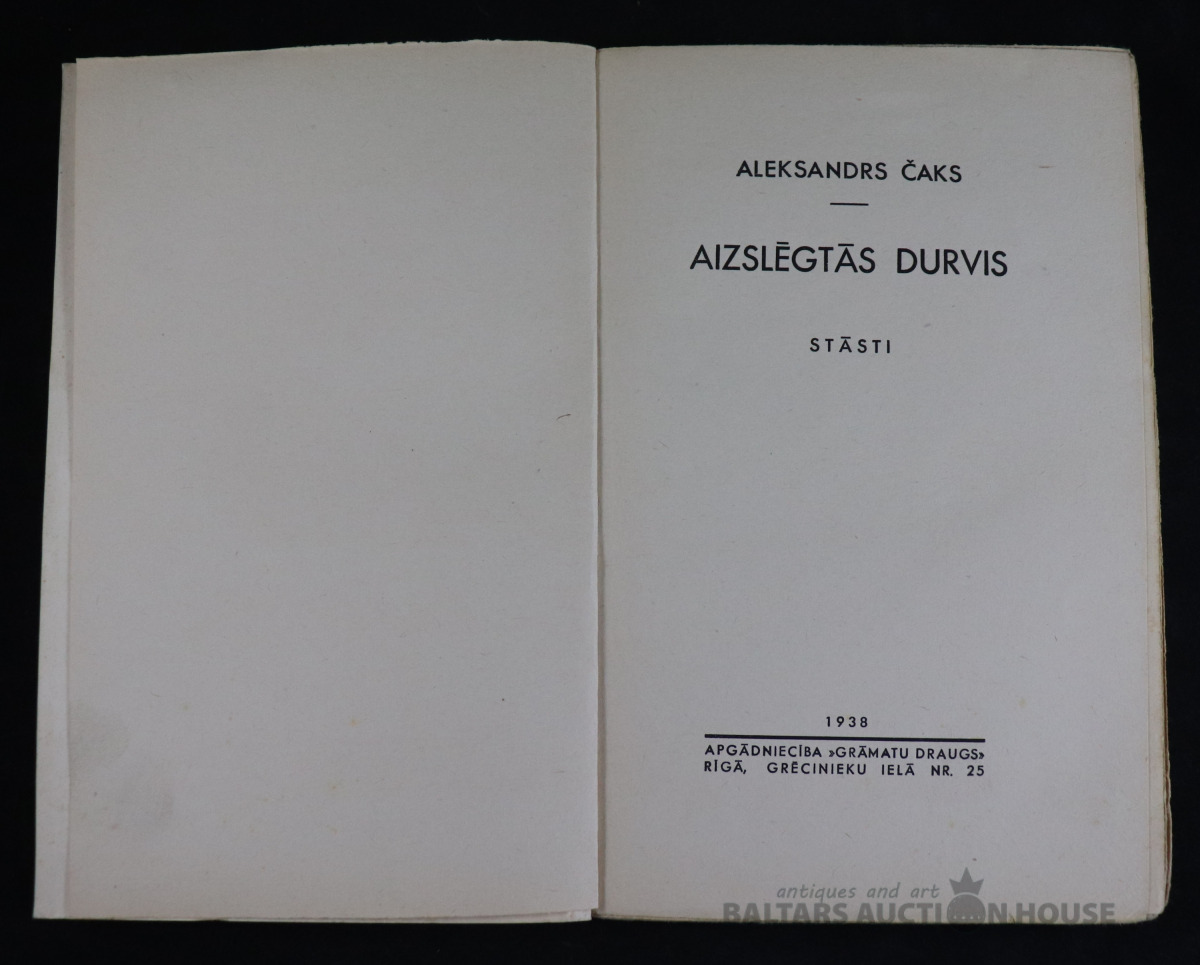 ALEKSANDRS ČAKS
AIZSLĒGTĀS DURVIS
STĀSTI
1938
APGĀDNIECĪBA »GRĀMATU DRAUGS»
RĪGĀ, GRĒCINIEKU IELĀ NR. 25
antiques and art
BALTARS AUCTION HOUSE